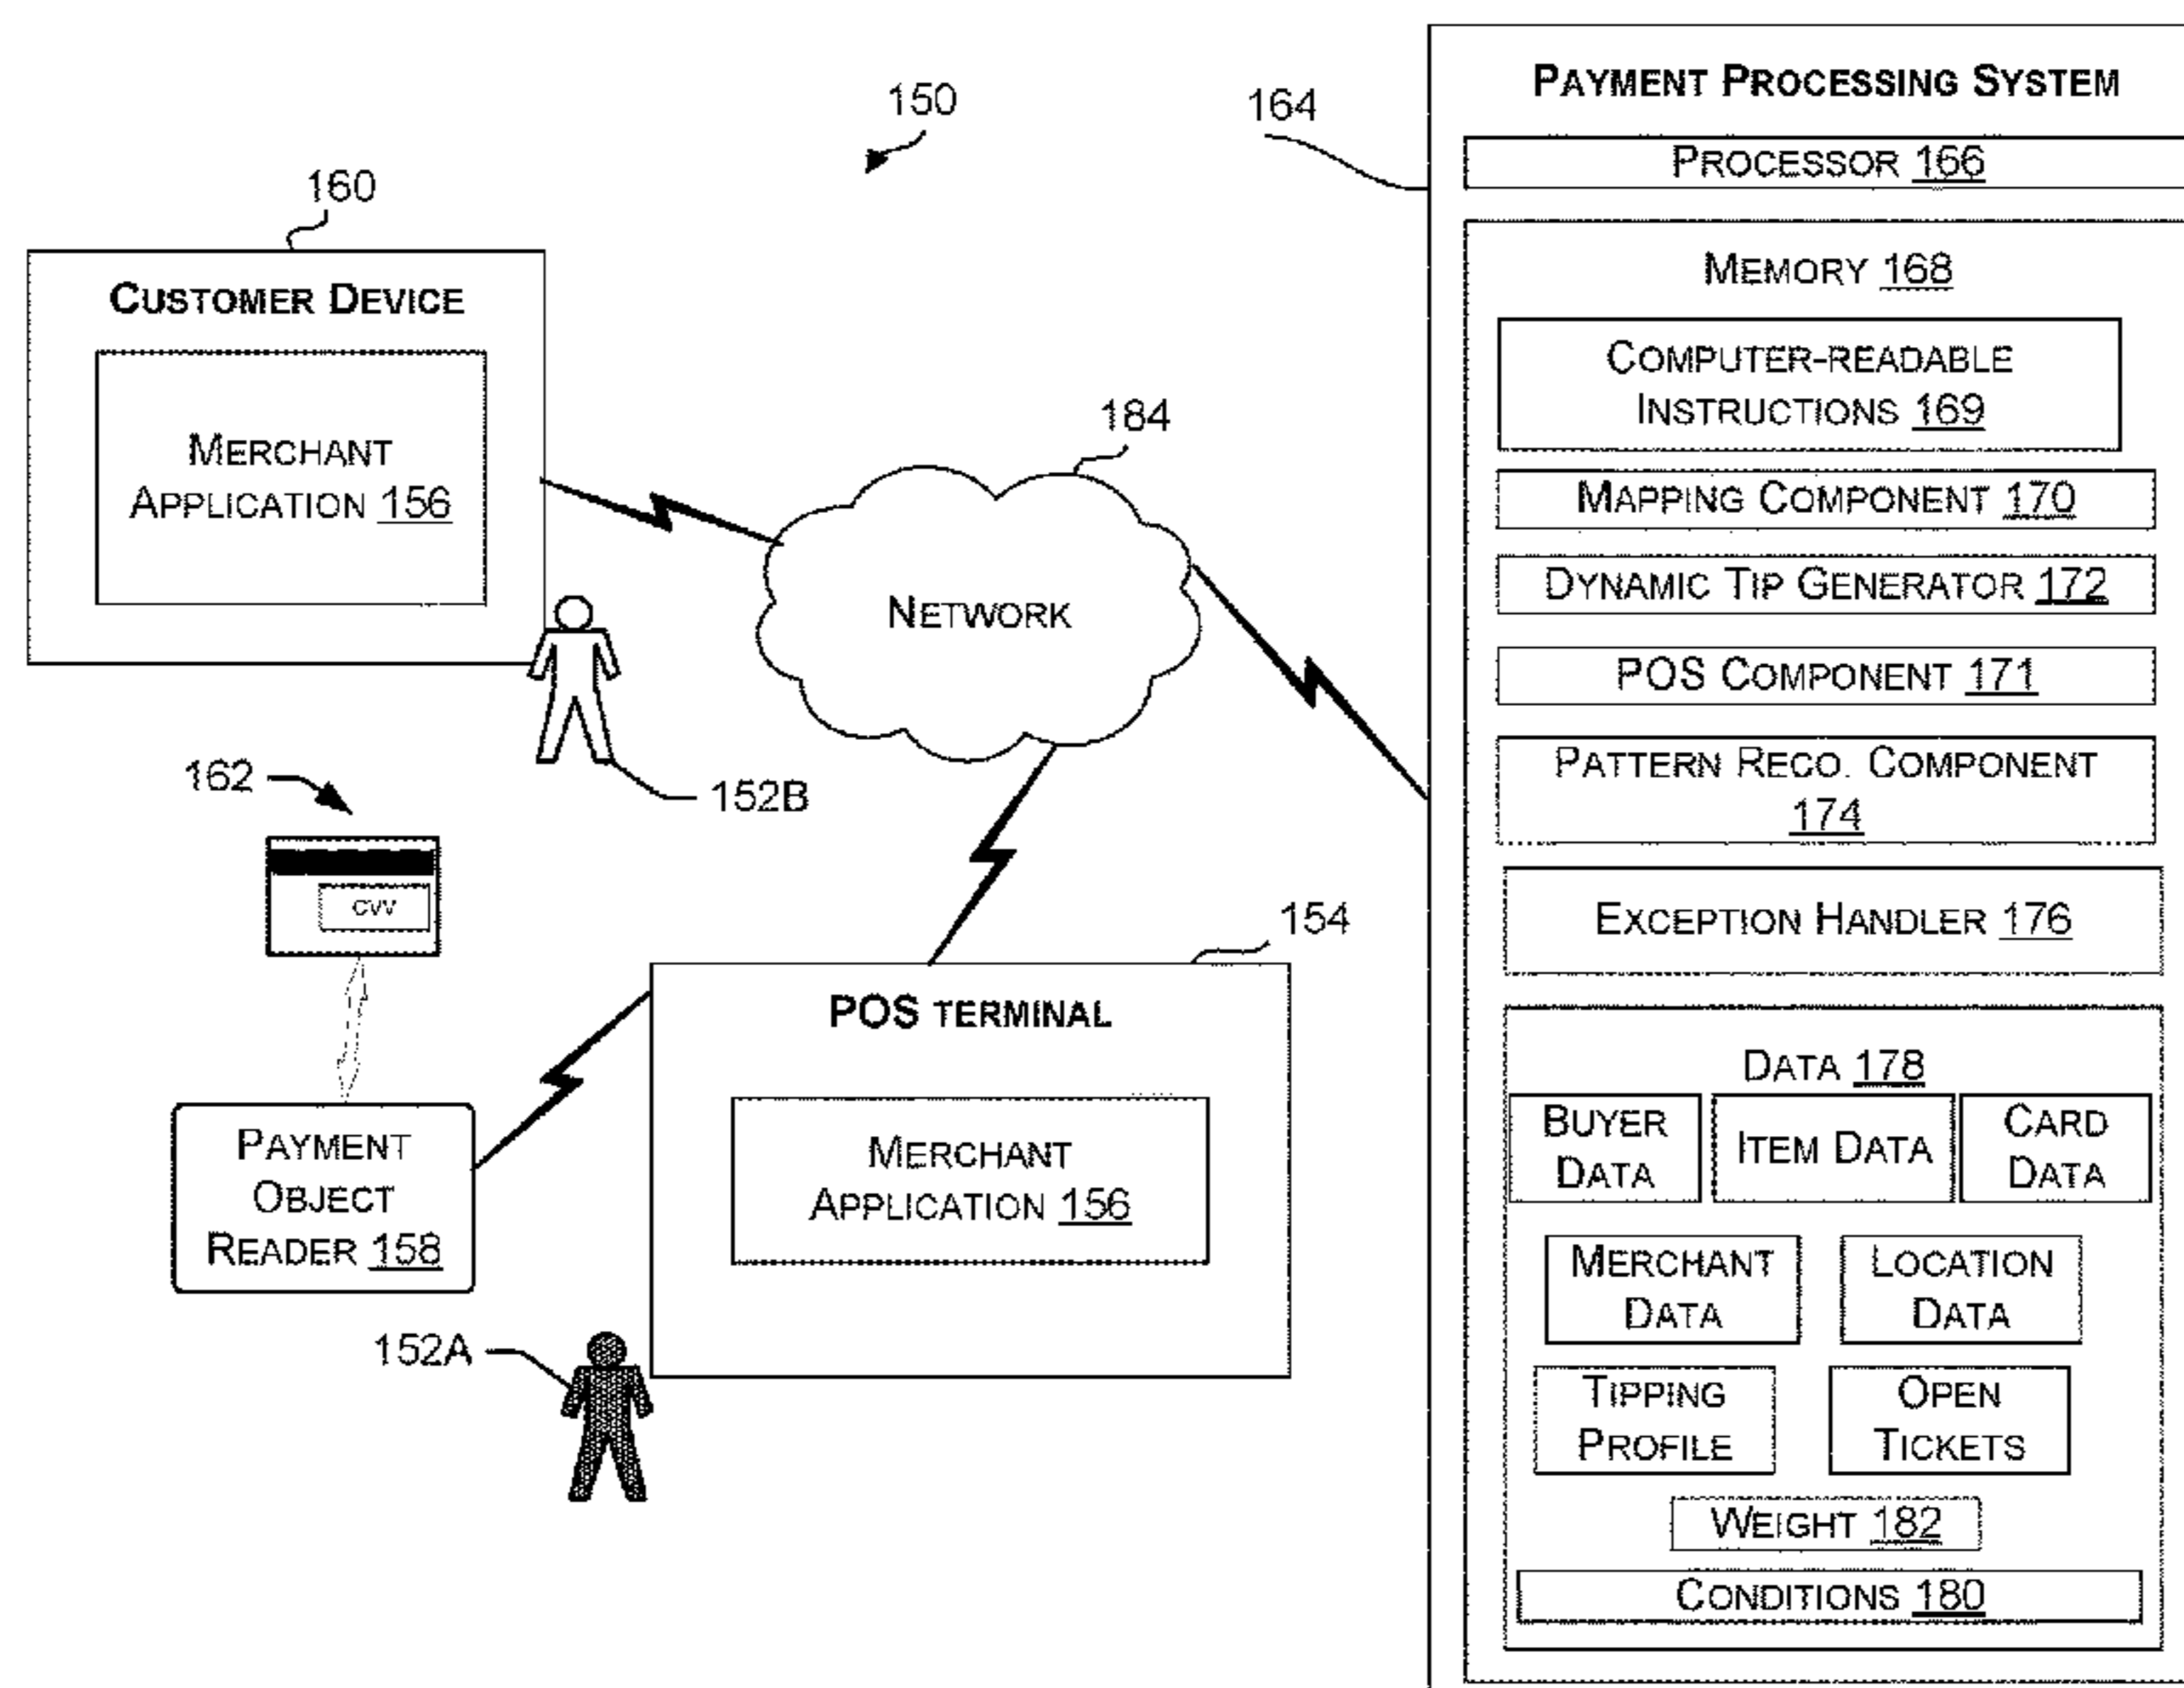 150
164
160
CUSTOMER DEVICE
MERCHANT
APPLICATION 156
184
NETWORK
152B
162
CVV
154
POS TERMINAL
MERCHANT
APPLICATION 156
PAYMENT
OBJECT
READER 158
152A
PAYMENT PROCESSING SYSTEM
PROCESSOR 166
MEMORY 168
COMPUTER-READABLE
INSTRUCTIONS 169
MAPPING COMPONENT 170
DYNAMIC TIP GENERATOR 172
POS COMPONENT 171
PATTERN RECO. COMPONENT
174
EXCEPTION HANDLER 176
DATA 178
BUYER
DATA
ITEM DATA
CARD
DATA
MERCHANT
DATA
LOCATION
DATA
TIPPING
PROFILE
OPEN
TICKETS
WEIGHT 182
CONDITIONS 180